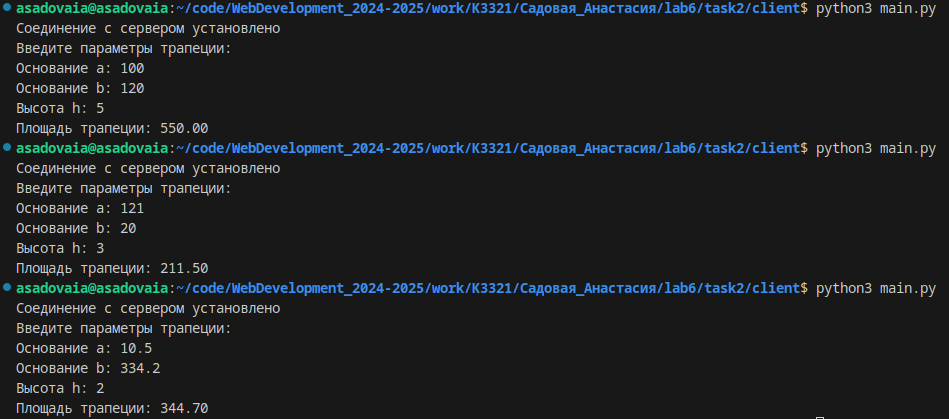 asadovaia@asadovaia:~/code/WebDevelopment_2024-2025/work/K3321/Садовая_Анастасия/lab6/task2/client$ python3 main.py
Соединение с сервером установлено
Введите параметры трапеции:
Основание a: 100
Основание b: 120
Высота h: 5
Площадь трапеции: 550.00
asadovaia@asadovaia:~/code/WebDevelopment_2024-2025/work/K3321/Садовая_Анастасия/lab6/task2/client$ python3 main.py
Соединение с сервером установлено
Введите параметры трапеции:
Основание a: 121
Основание b: 20
Высота h: 3
Площадь трапеции: 211.50
asadovaia@asadovaia:~/code/WebDevelopment_2024-2025/work/K3321/Садовая_Анастасия/lab6/task2/client$ python3 main.py
Соединение с сервером установлено
Введите параметры трапеции:
Основание a: 10.5
Основание b: 334.2
Высота h: 2
Площадь трапеции: 344.70